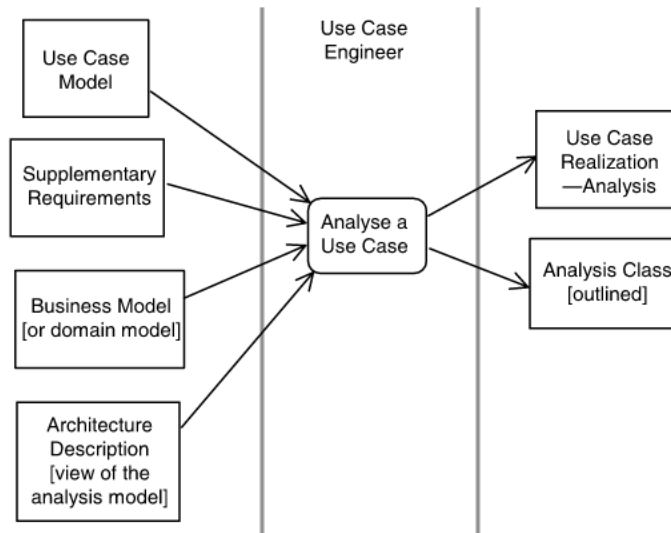 Use Case
Model
Supplementary
Requirements
Business Model
[or domain model]
Architecture
Description
[view of the
analysis model]
Use Case
Engineer
Analyse a
Use Case
Use Case
Realization
—Analysis
Analysis Class
[outlined]